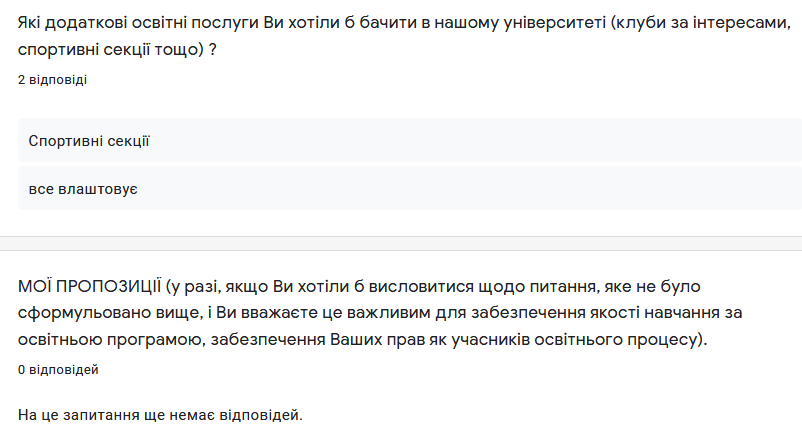 Які додаткові освітні послуги Ви хотіли б бачити в нашому університеті (клуби за інтересами,
спортивні секції тощо) ?
2 відповіді
Спортивні секції
все влаштовує
МОЇ ПРОПОЗИЦІЇ (у разі, якщо Ви хотіли б висловитися щодо питання, яке не було
сформульовано вище, і Ви вважаєте це важливим для забезпечення якості навчання за
освітньою програмою, забезпечення Ваших прав як учасників освітнього процесу).
0 відповідей
На це запитання ще немає відповідей.